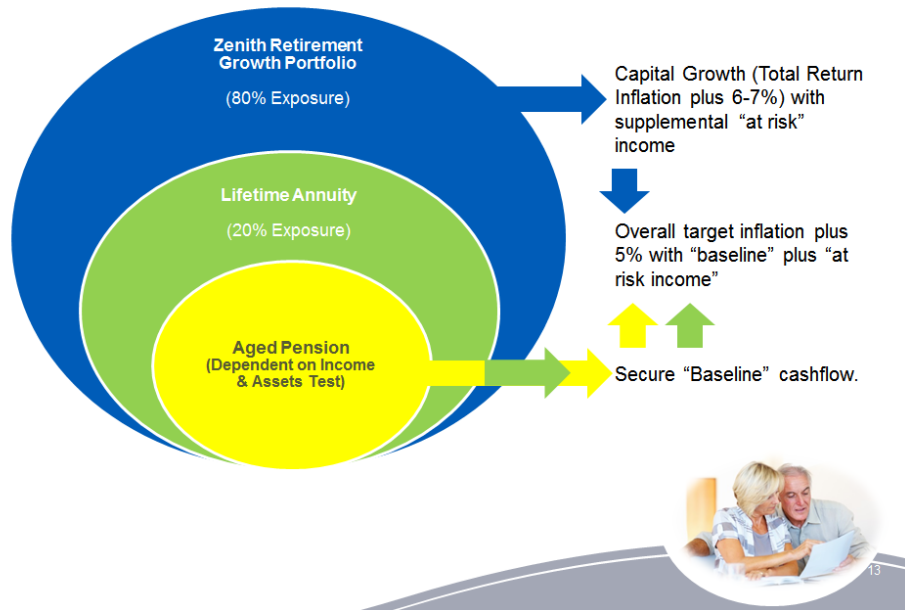 Zenith Retirement
Growth Portfolio
(80% Exposure)
Lifetime Annuity
(20% Exposure)
Aged Pension
(Dependent on Income
& Assets Test)
Capital Growth (Total Return
Inflation plus 6-7%) with
supplemental “at risk”
income
Overall target inflation plus
5% with “baseline” plus “at
risk income”
Secure “Baseline” cashflow.
13